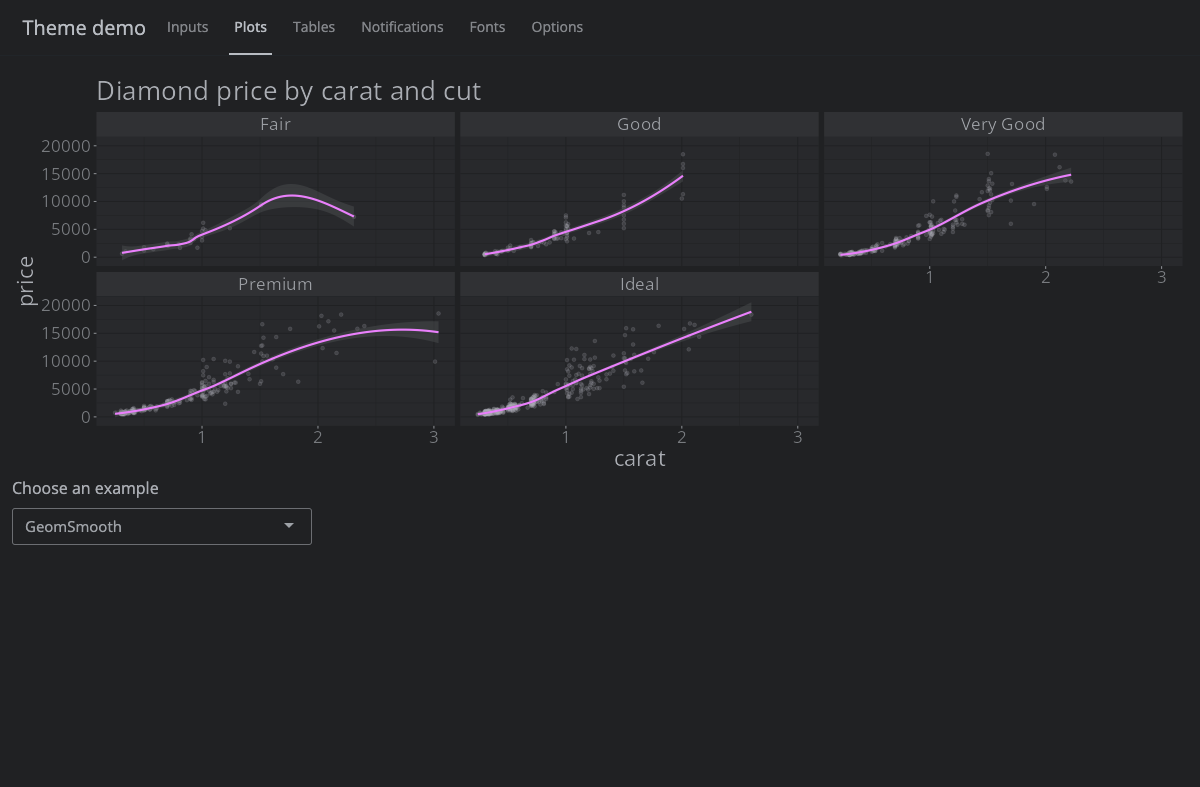 Theme demo Inputs Plots Tables Notifications Fonts Options
Diamond price by carat and cut
Fair Good Very Good
20000
15000
10000
5000
0
1 2 3
price
Premium Ideal
20000
15000
10000
5000
0
1 2 3 1 2 3
carat
Choose an example
GeomSmooth